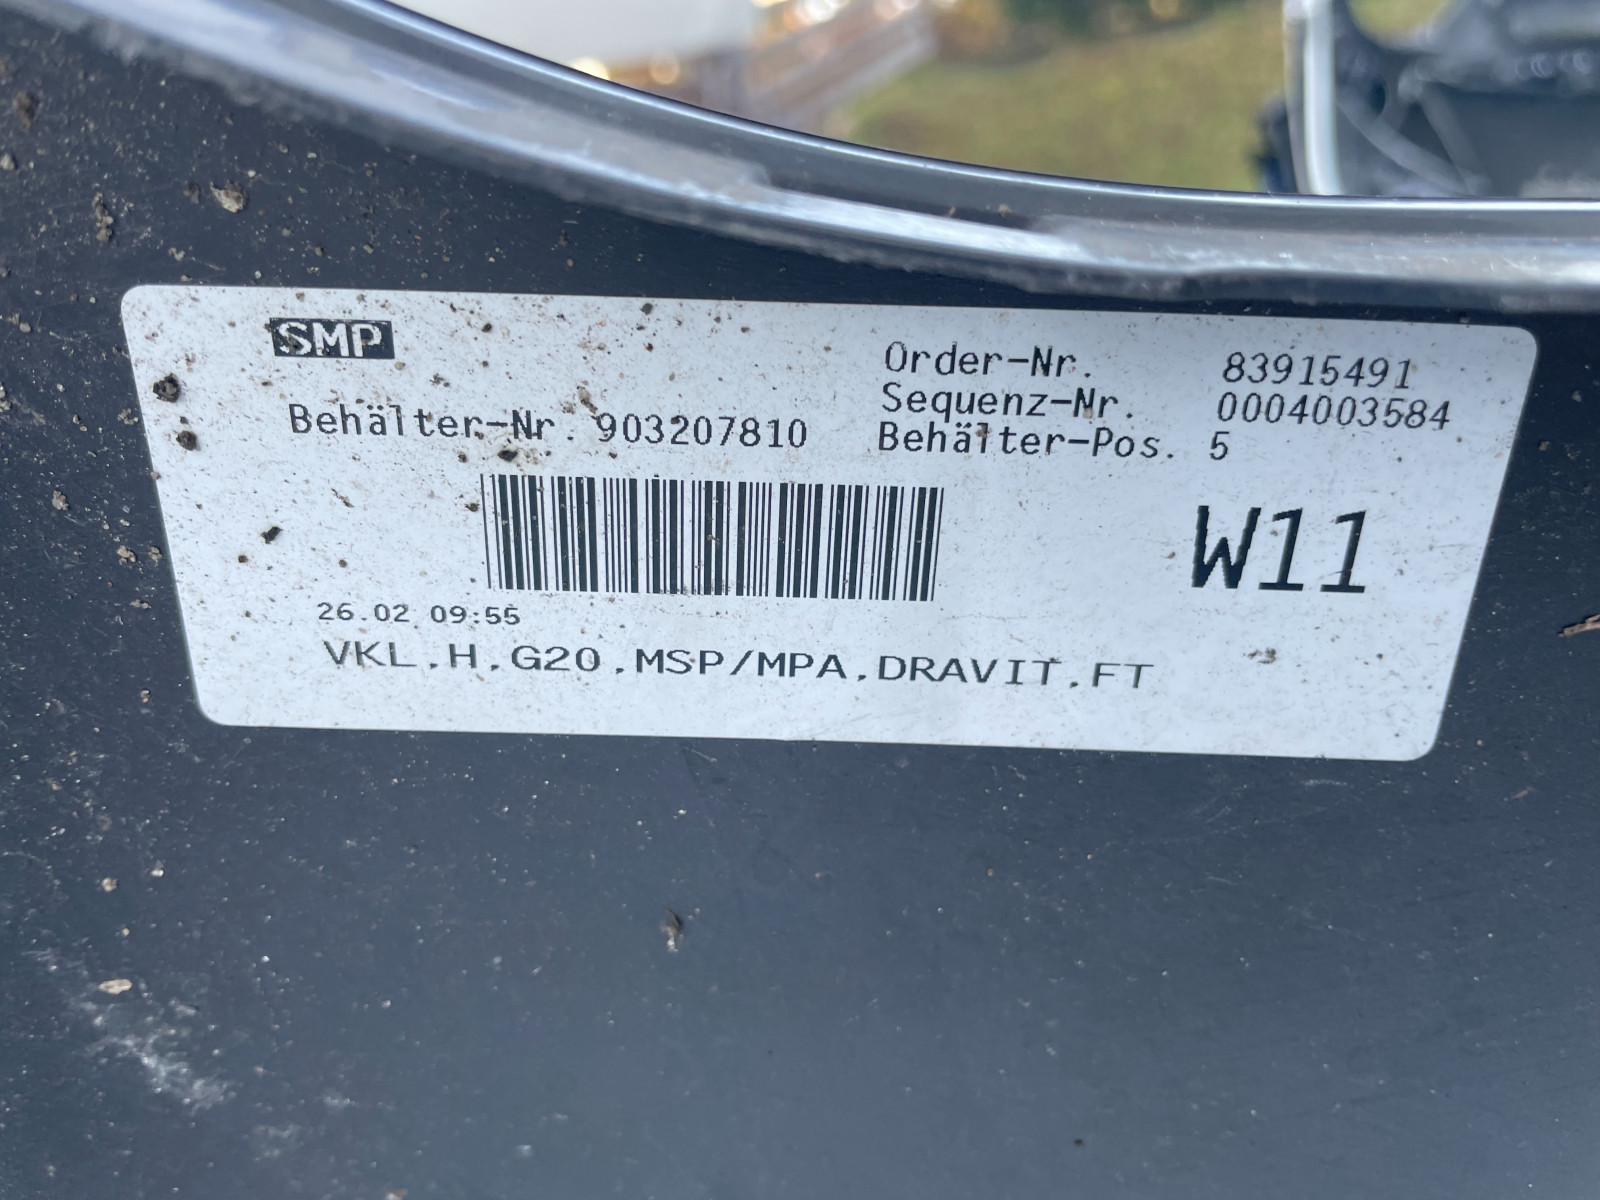 SMP
Order-Nr. 83915491
Sequenz-Nr. 0004003584
Behälter-Nr. 903207810
Behälter-Pos. 5
W11
26.02 09:55
VKL.H.G20.MSP/MPA.DRAVIT.FT